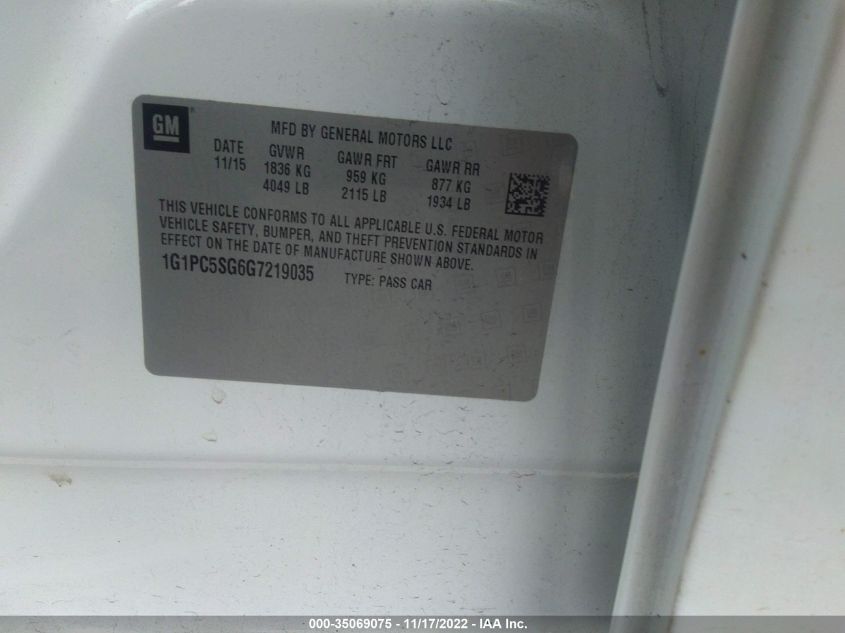 GM
MFD BY GENERAL MOTORS LLC
DATE GVWR GAWR FRT GAWR RR
11/15 1836 KG 959 KG 877 KG
4049 LB 2115 LB 1934 LB
THIS VEHICLE CONFORMS TO ALL APPLICABLE U.S. FEDERAL MOTOR
VEHICLE SAFETY, BUMPER, AND THEFT PREVENTION STANDARDS IN
EFFECT ON THE DATE OF MANUFACTURE SHOWN ABOVE.
1G1PC5SG6G7219035 TYPE: PASS CAR
000-35069075 - 11/17/2022 - IAA Inc.